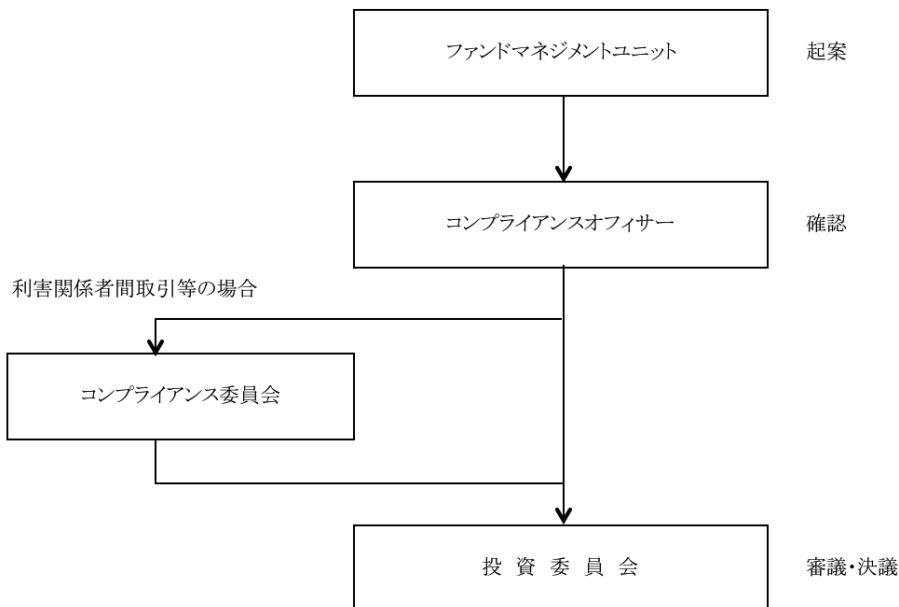 ファンドマネジメントユニット
起案
コンプライアンスオフィサー
確認
利害関係者間取引等の場合
コンプライアンス委員会
投 資 委 員 会
審議・決議